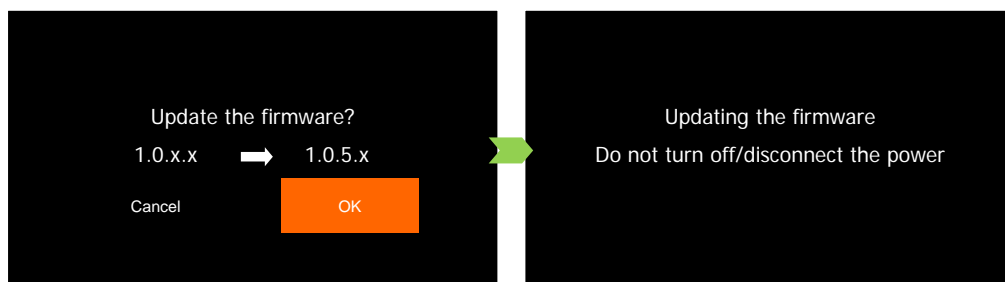 Update the firmware?
1.0.x.x 1.0.5.x
Cancel OK
Updating the firmware
Do not turn off/disconnect the power